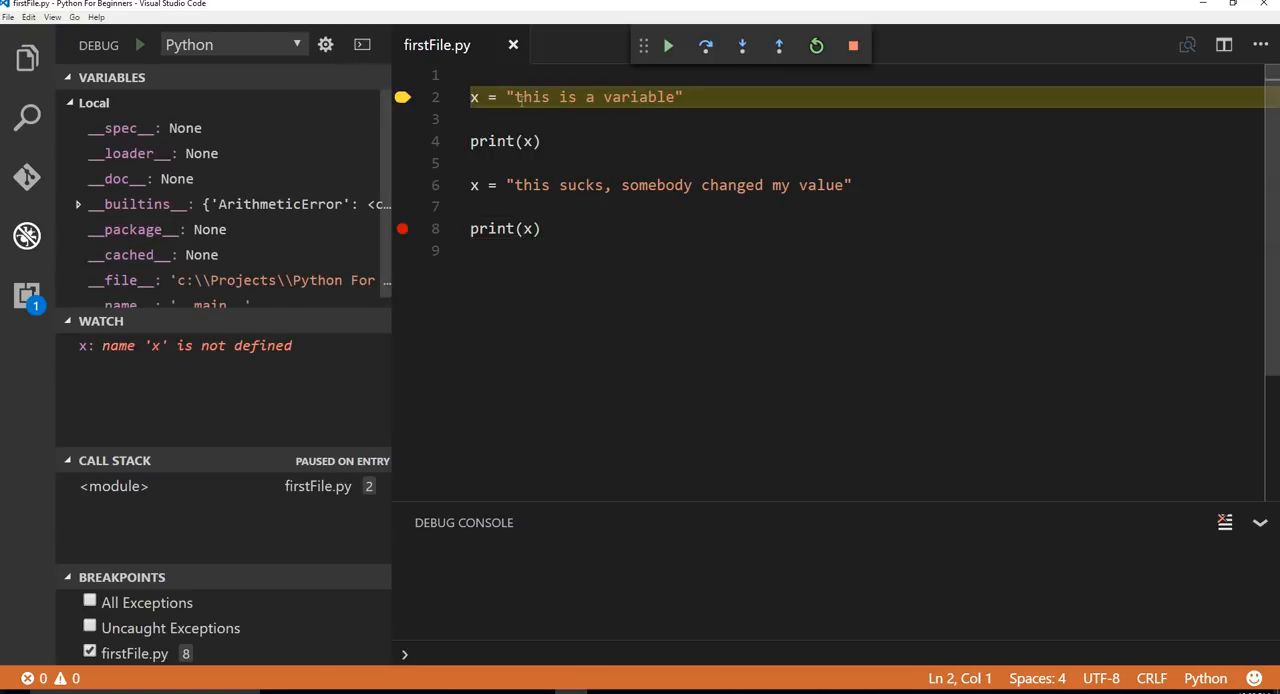 firstFile.py - Python For Beginners - Visual Studio Code
File Edit View Go Help
DEBUG Python
firstFile.py
VARIABLES
Local
__spec__: None
__loader__: None
__doc__: None
__builtins__: {'ArithmeticError': <c...
__package__: None
__cached__: None
__file__: 'c:\\Projects\\Python For ...
__name__: '__main__'
WATCH
x: name 'x' is not defined
CALL STACK PAUSED ON ENTRY
<module> firstFile.py 2
BREAKPOINTS
All Exceptions
Uncaught Exceptions
firstFile.py 8
1
1
2 x = "this is a variable"
3
4 print(x)
5
6 x = "this sucks, somebody changed my value"
7
8 print(x)
9
DEBUG CONSOLE
0 0 Ln 2, Col 1 Spaces: 4 UTF-8 CRLF Python